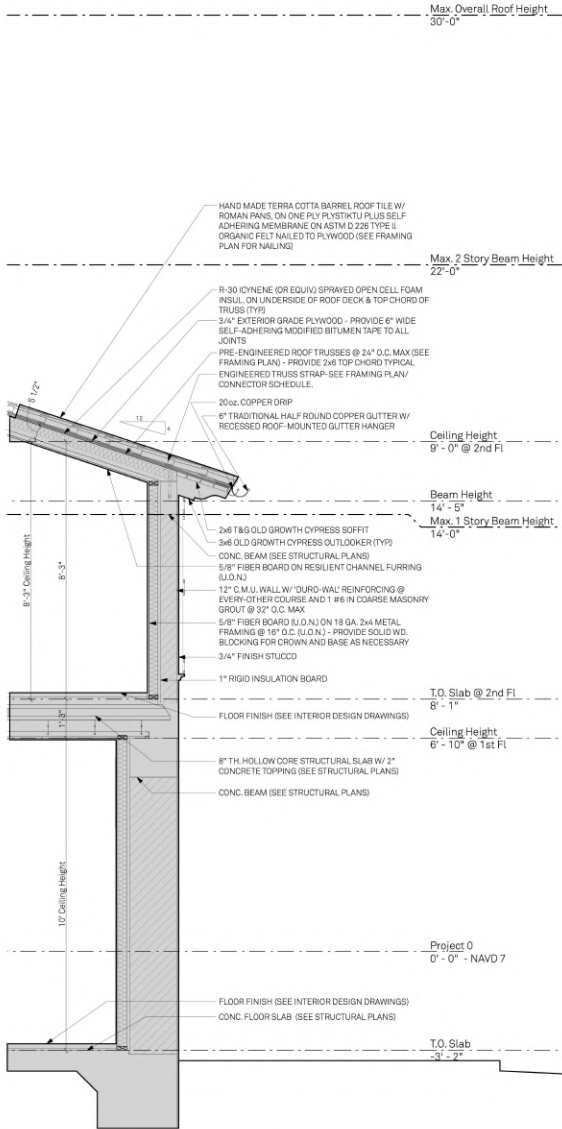 Max. Overall Roof Height
30'-0"
HAND MADE TERRA COTTA BARREL ROOF TILE W/
ROMAN PANS, ON ONE PLY PLYSTIKTU PLUS SELF
ADHERING MEMBRANE ON ASTM D 226 TYPE II
ORGANIC FELT NAILED TO PLYWOOD (SEE FRAMING
PLAN FOR NAILING)
Max. 2 Story Beam Height
22'-0"
R-30 ICYNENE (OR EQUIV.) SPRAYED OPEN CELL FOAM
INSUL. ON UNDERSIDE OF ROOF DECK & TOP CHORD OF
TRUSS (TYP.)
3/4" EXTERIOR GRADE PLYWOOD - PROVIDE 6" WIDE
SELF-ADHERING MODIFIED BITUMEN TAPE TO ALL
JOINTS
PRE-ENGINEERED ROOF TRUSSES @ 24" O.C. MAX (SEE
FRAMING PLAN) - PROVIDE 2x6 TOP CHORD TYPICAL
ENGINEERED TRUSS STRAP-SEE FRAMING PLAN/
CONNECTOR SCHEDULE.
5 1/2"
20oz. COPPER DRIP
12
4
6" TRADITIONAL HALF ROUND COPPER GUTTER W/
RECESSED ROOF-MOUNTED GUTTER HANGER
Ceiling Height
9' - 0" @ 2nd Fl
Beam Height
14' - 5"
Max. 1 Story Beam Height
14'-0"
2x6 T&G OLD GROWTH CYPRESS SOFFIT
3x6 OLD GROWTH CYPRESS OUTLOOKER (TYP.)
CONC. BEAM (SEE STRUCTURAL PLANS)
5/8" FIBER BOARD ON RESILIENT CHANNEL FURRING
(U.O.N.)
8'-3" Ceiling Height
8'-3"
12" C.M.U. WALL W/ 'DURO-WAL' REINFORCING @
EVERY-OTHER COURSE AND 1 #6 IN COARSE MASONRY
GROUT @ 32" O.C. MAX
5/8" FIBER BOARD (U.O.N.) ON 18 GA. 2x4 METAL
FRAMING @ 16" O.C. (U.O.N.) - PROVIDE SOLID WD.
BLOCKING FOR CROWN AND BASE AS NECESSARY
3/4" FINISH STUCCO
1" RIGID INSULATION BOARD
T.O. Slab @ 2nd Fl
8' - 1"
1'-3"
FLOOR FINISH (SEE INTERIOR DESIGN DRAWINGS)
Ceiling Height
6' - 10" @ 1st Fl
8" TH. HOLLOW CORE STRUCTURAL SLAB W/ 2"
CONCRETE TOPPING (SEE STRUCTURAL PLANS)
CONC. BEAM (SEE STRUCTURAL PLANS)
10' Ceiling Height
Project 0
0' - 0" - NAVD 7
FLOOR FINISH (SEE INTERIOR DESIGN DRAWINGS)
CONC. FLOOR SLAB (SEE STRUCTURAL PLANS)
T.O. Slab
-3' - 2"